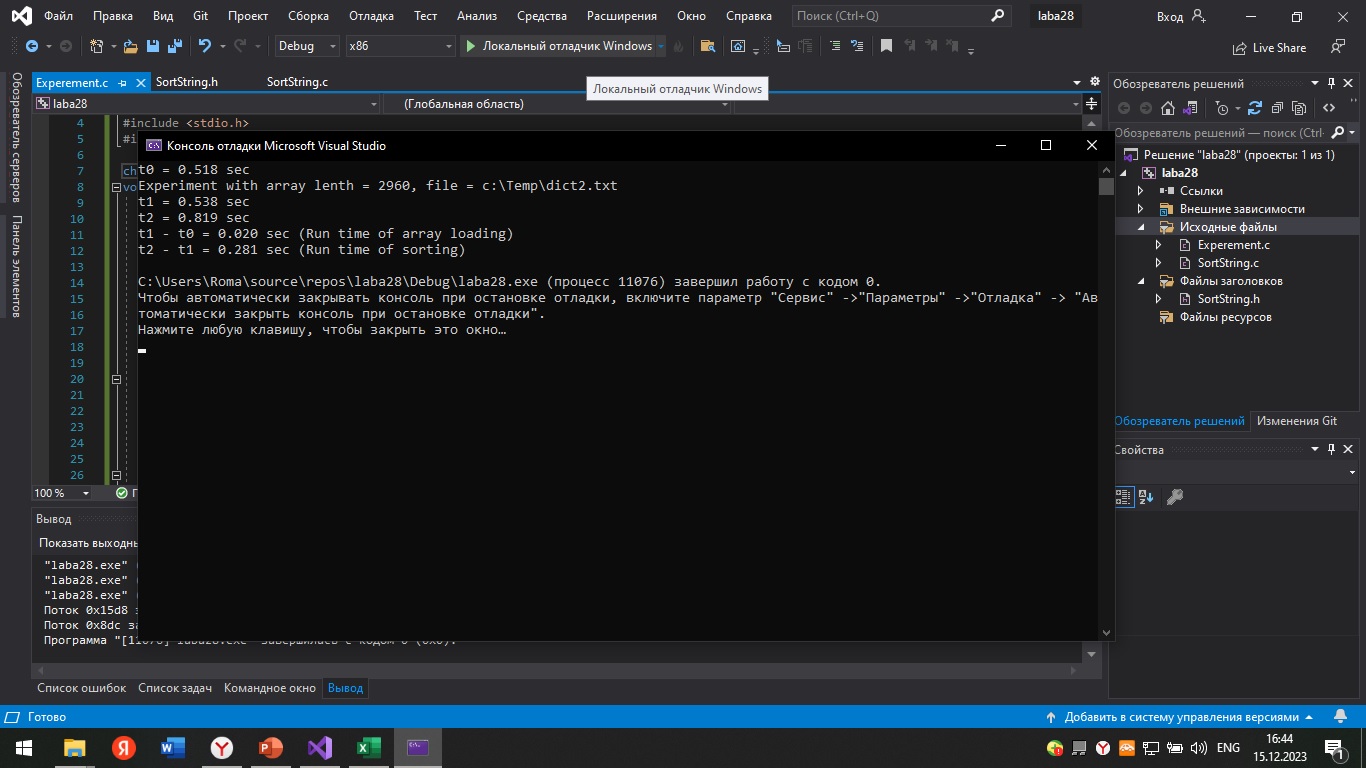 Файл Правка Вид Git Проект Сборка Отладка Тест Анализ Средства Расширения Окно Справка Поиск (Ctrl+Q) laba28 Вход
Debug x86 Локальный отладчик Windows Live Share
Обозреватель серверов
Панель элементов
Experement.c SortString.h SortString.c
Локальный отладчик Windows
laba28 (Глобальная область)
4 #include <stdio.h>
5 #i
6
7 ch
8 vo
9
10
11
12
13
14
15
16
17
18
19
20
21
22
23
24
25
26
Консоль отладки Microsoft Visual Studio
t0 = 0.518 sec
Experiment with array lenth = 2960, file = c:\Temp\dict2.txt
t1 = 0.538 sec
t2 = 0.819 sec
t1 - t0 = 0.020 sec (Run time of array loading)
t2 - t1 = 0.281 sec (Run time of sorting)
C:\Users\Roma\source\repos\laba28\Debug\laba28.exe (процесс 11076) завершил работу с кодом 0.
Чтобы автоматически закрывать консоль при остановке отладки, включите параметр "Сервис" ->"Параметры" ->"Отладка" -> "Ав
томатически закрыть консоль при остановке отладки".
Нажмите любую клавишу, чтобы закрыть это окно…
100 %
Вывод
Показать выходны
"laba28.exe" (
"laba28.exe" (
"laba28.exe" (
Поток 0x15d8 з
Поток 0x8dc за
Программа "[11076] laba28.exe" завершилась с кодом 0 (0x0).
Список ошибок Список задач Командное окно Вывод
Обозреватель решений
Обозреватель решений — поиск (Ctrl+
Решение "laba28" (проекты: 1 из 1)
laba28
Ссылки
Внешние зависимости
Исходные файлы
Experement.c
SortString.c
Файлы заголовков
SortString.h
Файлы ресурсов
Обозреватель решений Изменения Git
Свойства
Готово Добавить в систему управления версиями
ENG 16:44
15.12.2023
1